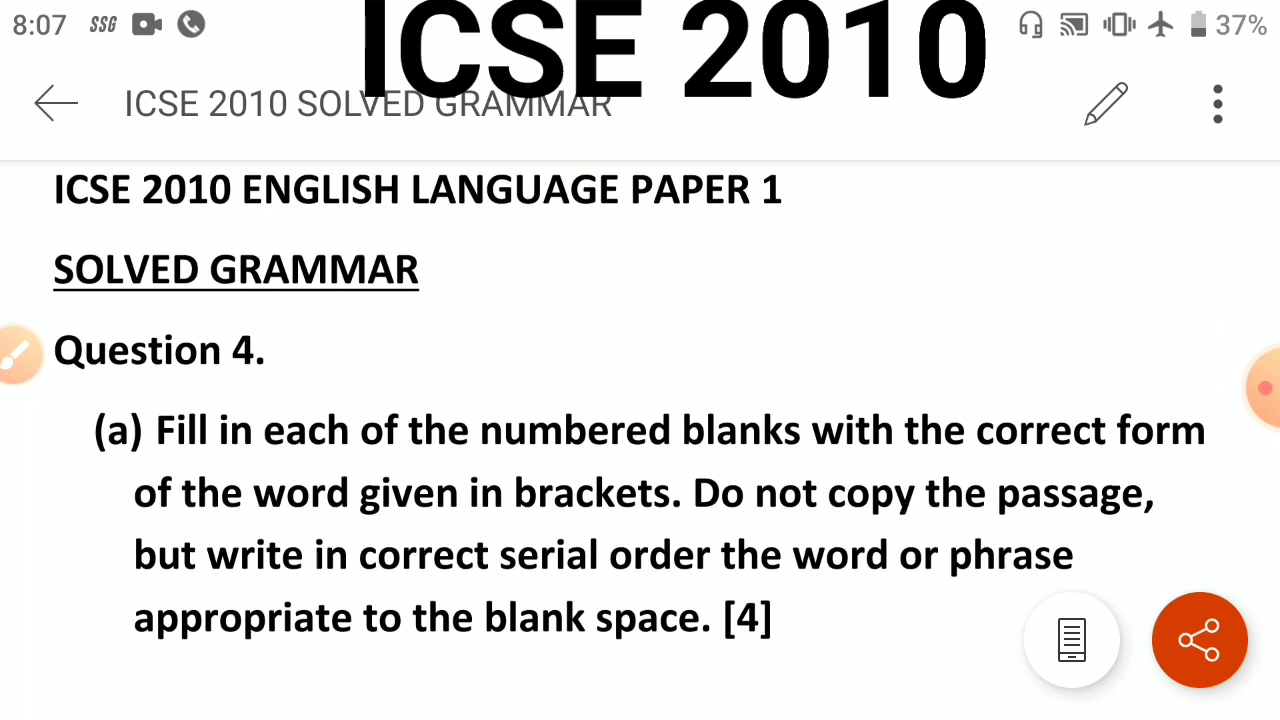 8:07 SSG 37%
ICSE 2010
ICSE 2010 SOLVED GRAMMAR
ICSE 2010 ENGLISH LANGUAGE PAPER 1
SOLVED GRAMMAR
Question 4.
(a) Fill in each of the numbered blanks with the correct form
of the word given in brackets. Do not copy the passage,
but write in correct serial order the word or phrase
appropriate to the blank space. [4]